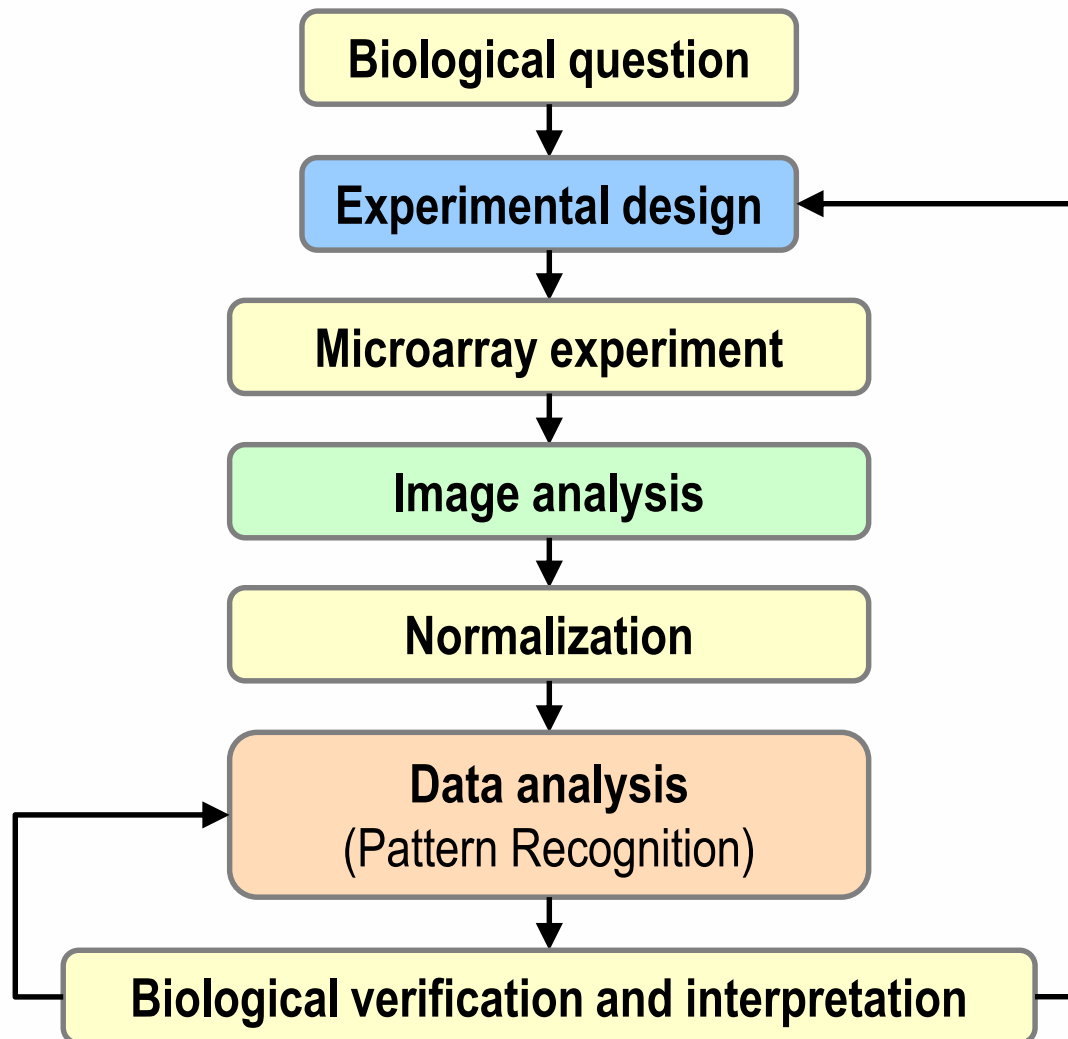 Biological question
Experimental design
Microarray experiment
Image analysis
Normalization
Data analysis
(Pattern Recognition)
Biological verification and interpretation